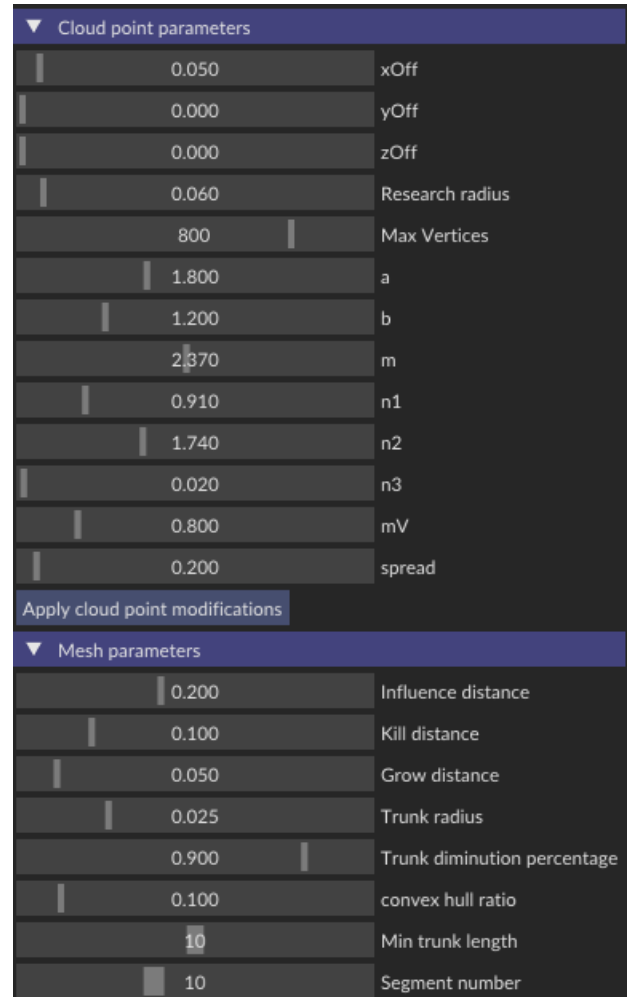 ▼ Cloud point parameters
0.050 xOff
0.000 yOff
0.000 zOff
0.060 Research radius
800 Max Vertices
1.800 a
1.200 b
2.370 m
0.910 n1
1.740 n2
0.020 n3
0.800 mV
0.200 spread
Apply cloud point modifications
▼ Mesh parameters
0.200 Influence distance
0.100 Kill distance
0.050 Grow distance
0.025 Trunk radius
0.900 Trunk diminution percentage
0.100 convex hull ratio
10 Min trunk length
10 Segment number